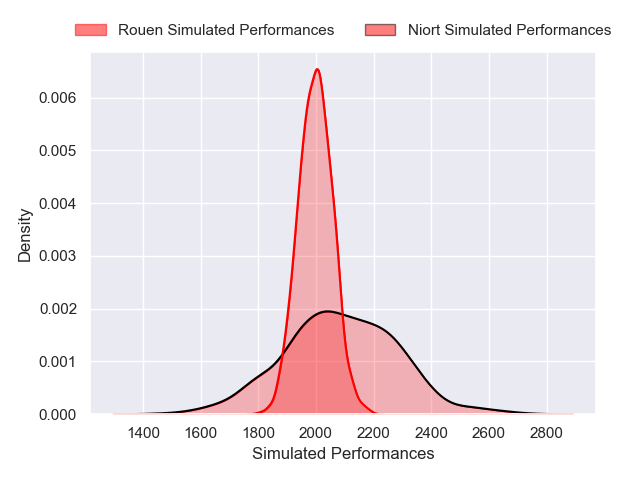 Rouen Simulated Performances Niort Simulated Performances
0.006
0.005
0.004
0.003
0.002
0.001
0.000
Density
1400 1600 1800 2000 2200 2400 2600 2800
Simulated Performances